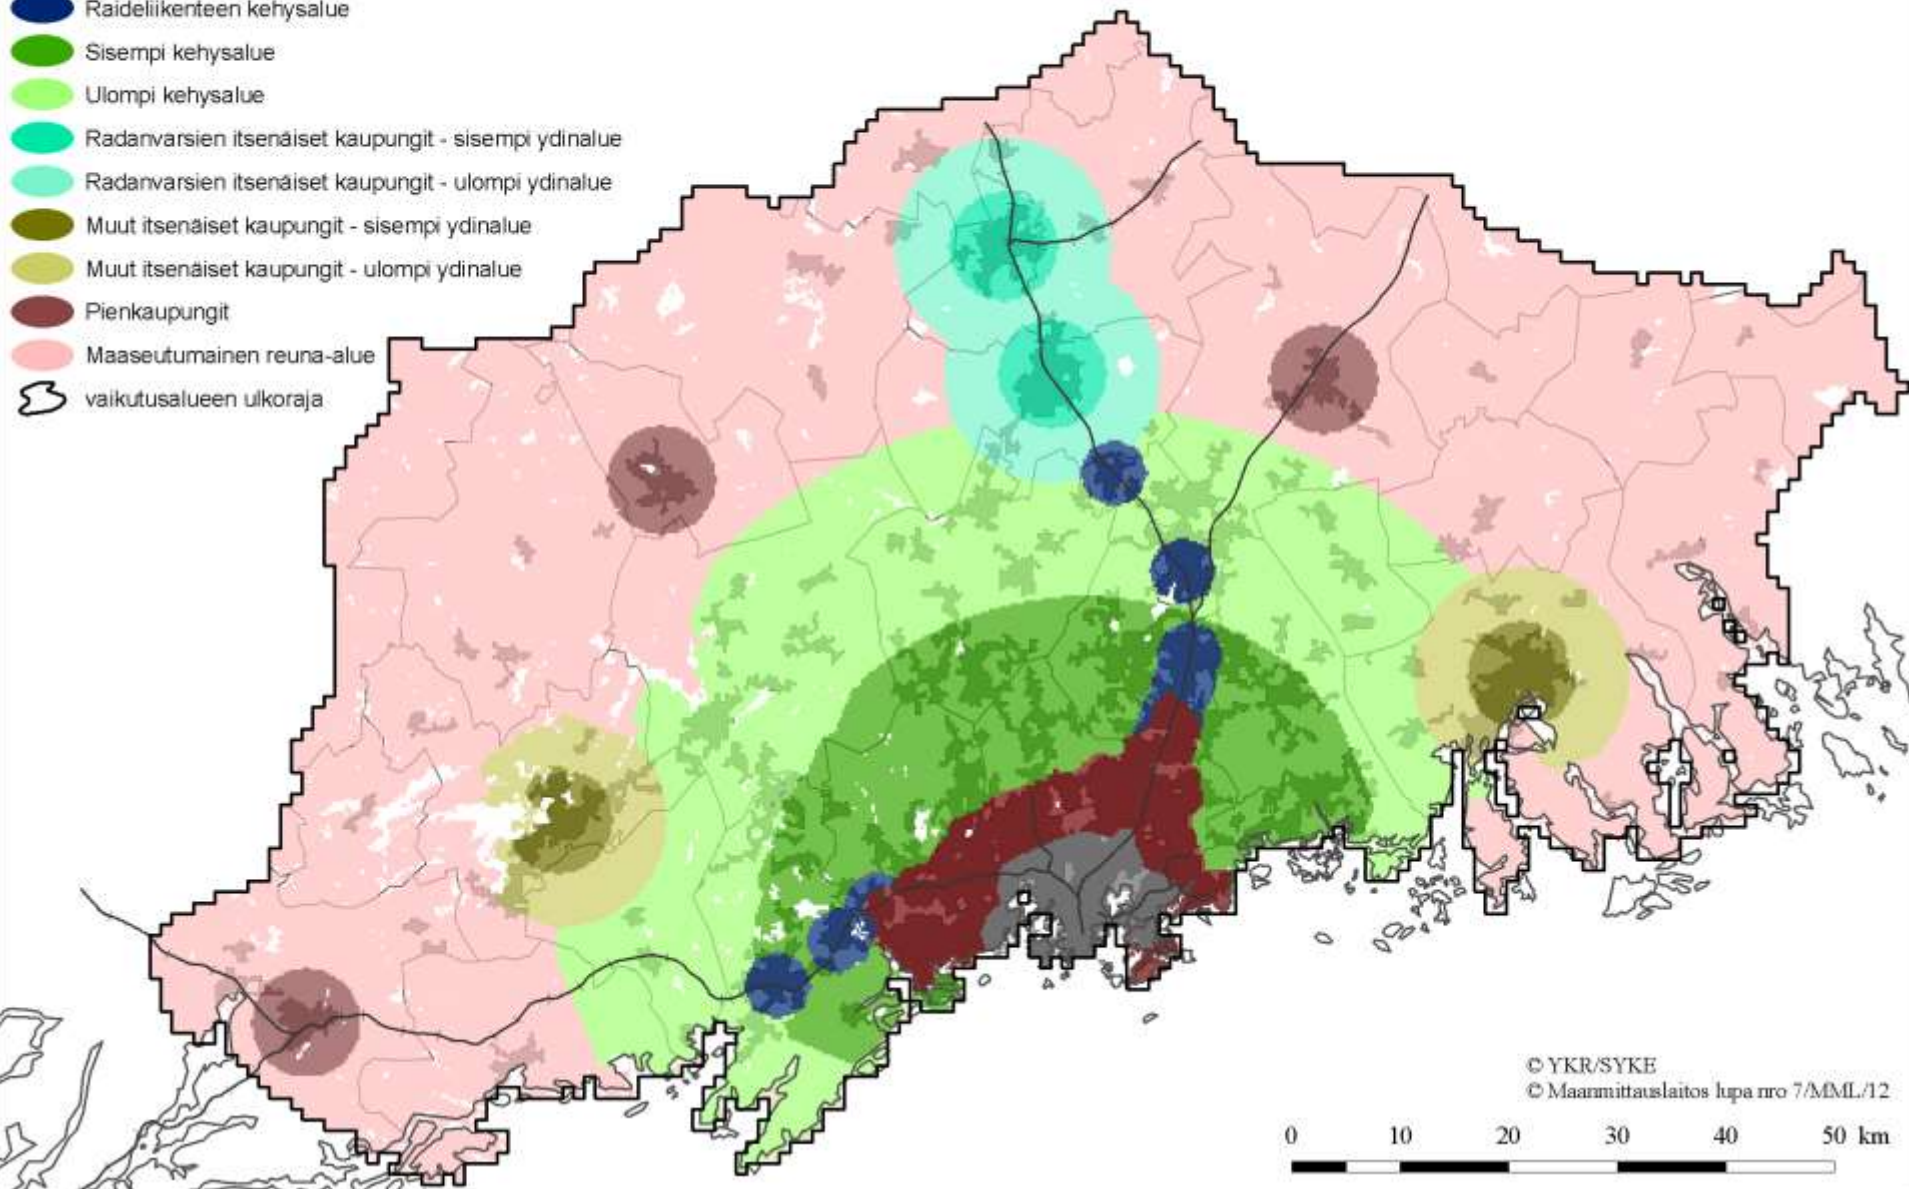 Raideliikenteen kehysalue
Sisempi kehysalue
Ulompi kehysalue
Radanvarsien itsenäiset kaupungit - sisempi ydinalue
Radanvarsien itsenäiset kaupungit - ulompi ydinalue
Muut itsenäiset kaupungit - sisempi ydinalue
Muut itsenäiset kaupungit - ulompi ydinalue
Pienkaupungit
Maaseutumainen reuna-alue
vaikutusalueen ulkoraja
© YKR/SYKE
© Maanmittauslaitos lupa nro 7/MML/12
0 10 20 30 40 50 km